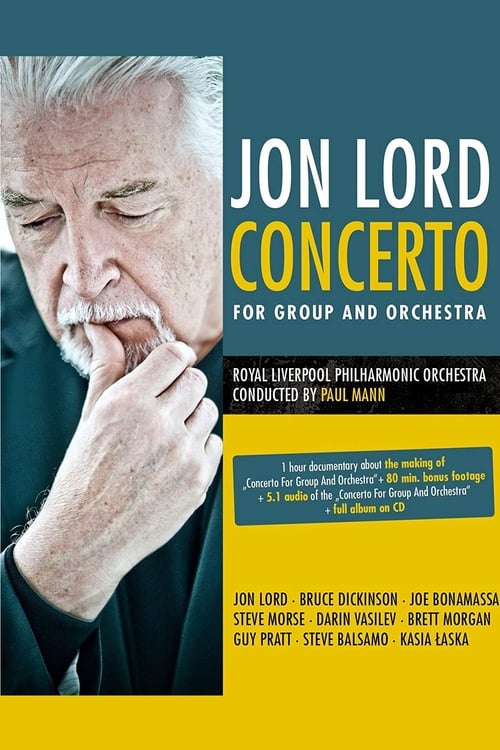 JON LORD
CONCERTO
FOR GROUP AND ORCHESTRA
ROYAL LIVERPOOL PHILHARMONIC ORCHESTRA
CONDUCTED BY PAUL MANN
1 hour documentary about the making of
„Concerto For Group And Orchestra“ + 80 min. bonus footage
+ 5.1 audio of the „Concerto For Group And Orchestra“
+ full album on CD
JON LORD · BRUCE DICKINSON · JOE BONAMASSA
STEVE MORSE · DARIN VASILEV · BRETT MORGAN
GUY PRATT · STEVE BALSAMO · KASIA ŁASKA